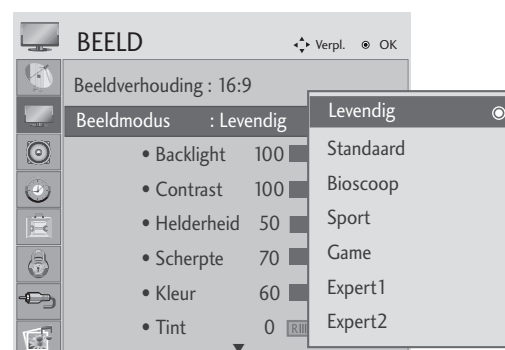 BEELD
Verpl. OK
Beeldverhouding : 16:9
Beeldmodus : Levendig
• Backlight 100
• Contrast 100
• Helderheid 50
• Scherpte 70
• Kleur 60
• Tint 0
Levendig
Standaard
Bioscoop
Sport
Game
Expert1
Expert2